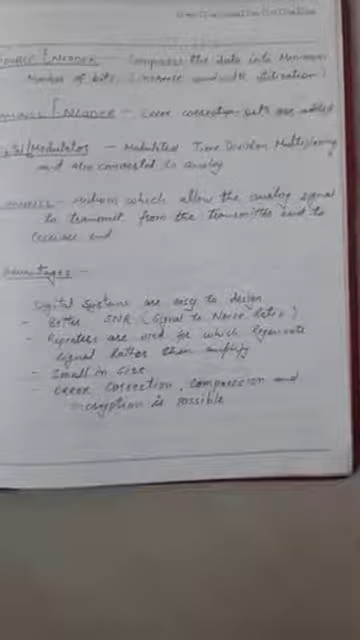 Source Encoder Compress the data into Minimum
Number of bits (increase bandwidth utilization)
Channel Encoder - Error correction bits are added
Modulator - Modulated Time Division Multiplexing
and also converted to analog
- Medium which allow the analog signal
to transmit from the transmitter end to
receiver end
Advantages -
Digital Systems are easy to design
- Better SNR (Signal to Noise Ratio)
- Repeaters are used for which regenerate
signal rather than amplify
- Small in size
- Error correction, compression and
encryption is possible